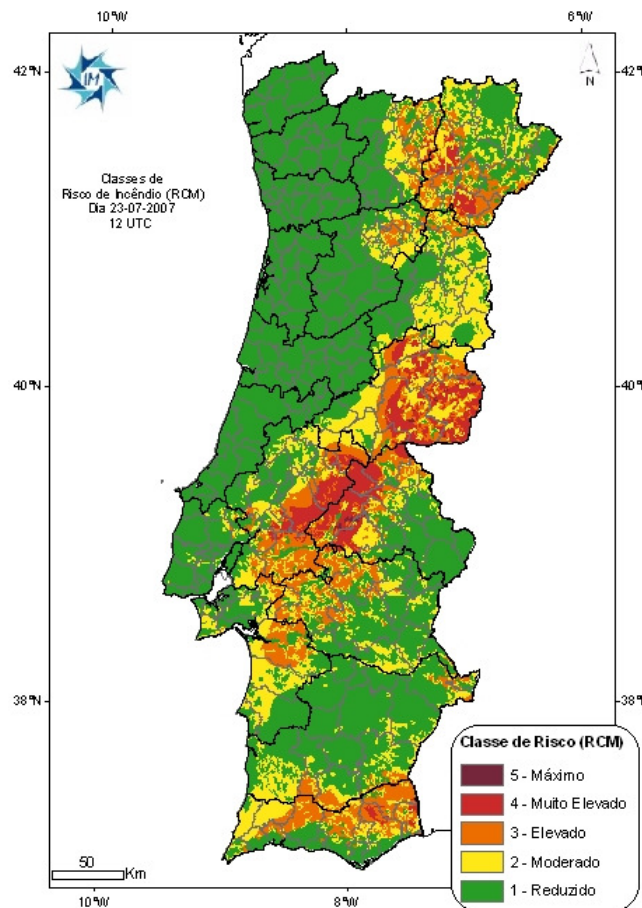 10°W
6°W
42°N
42°N
IM
N
Classes de
Risco de Incêndio (RCM)
Dia 23-07-2007
12 UTC
40°N
40°N
38°N
38°N
Classe de Risco (RCM)
5 - Máximo
4 - Muito Elevado
3 - Elevado
2 - Moderado
1 - Reduzido
50
Km
10°W
8°W
6°W